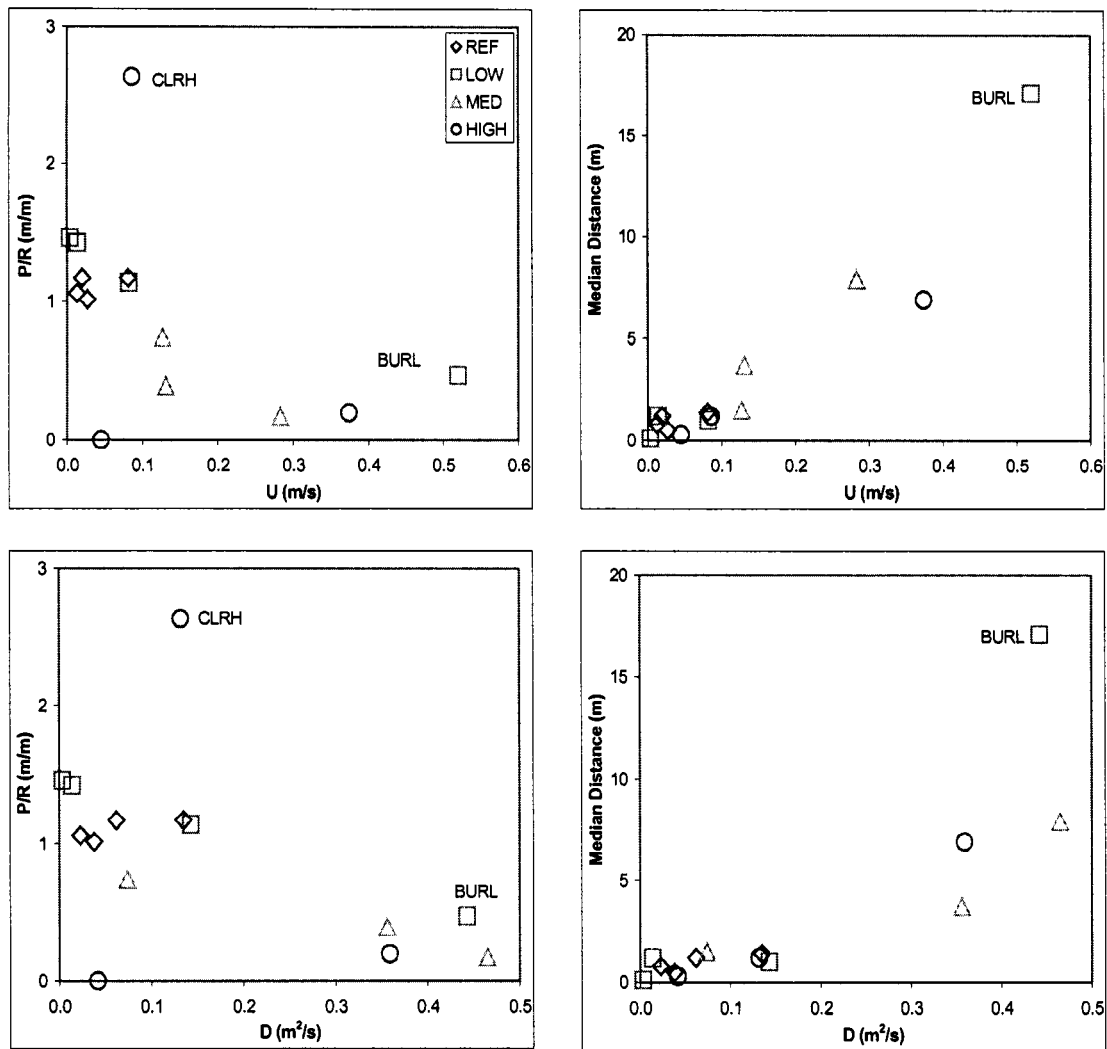 3
2
1
0
P/R (m/m)
CLRH
BURL
REF
LOW
MED
HIGH
0.0 0.1 0.2 0.3 0.4 0.5 0.6
U (m/s)
20
15
10
5
0
Median Distance (m)
BURL
0.0 0.1 0.2 0.3 0.4 0.5 0.6
U (m/s)
3
2
1
0
P/R (m/m)
CLRH
BURL
0.0 0.1 0.2 0.3 0.4 0.5
D (m²/s)
20
15
10
5
0
Median Distance (m)
BURL
0.0 0.1 0.2 0.3 0.4 0.5
D (m²/s)